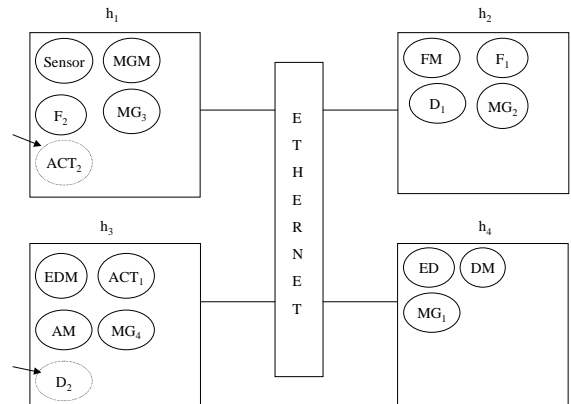 h₁
Sensor MGM
F₂ MG₃
ACT₂
h₂
FM F₁
D₁ MG₂
E
T
H
E
R
N
E
T
h₃
EDM ACT₁
AM MG₄
D₂
h₄
ED DM
MG₁